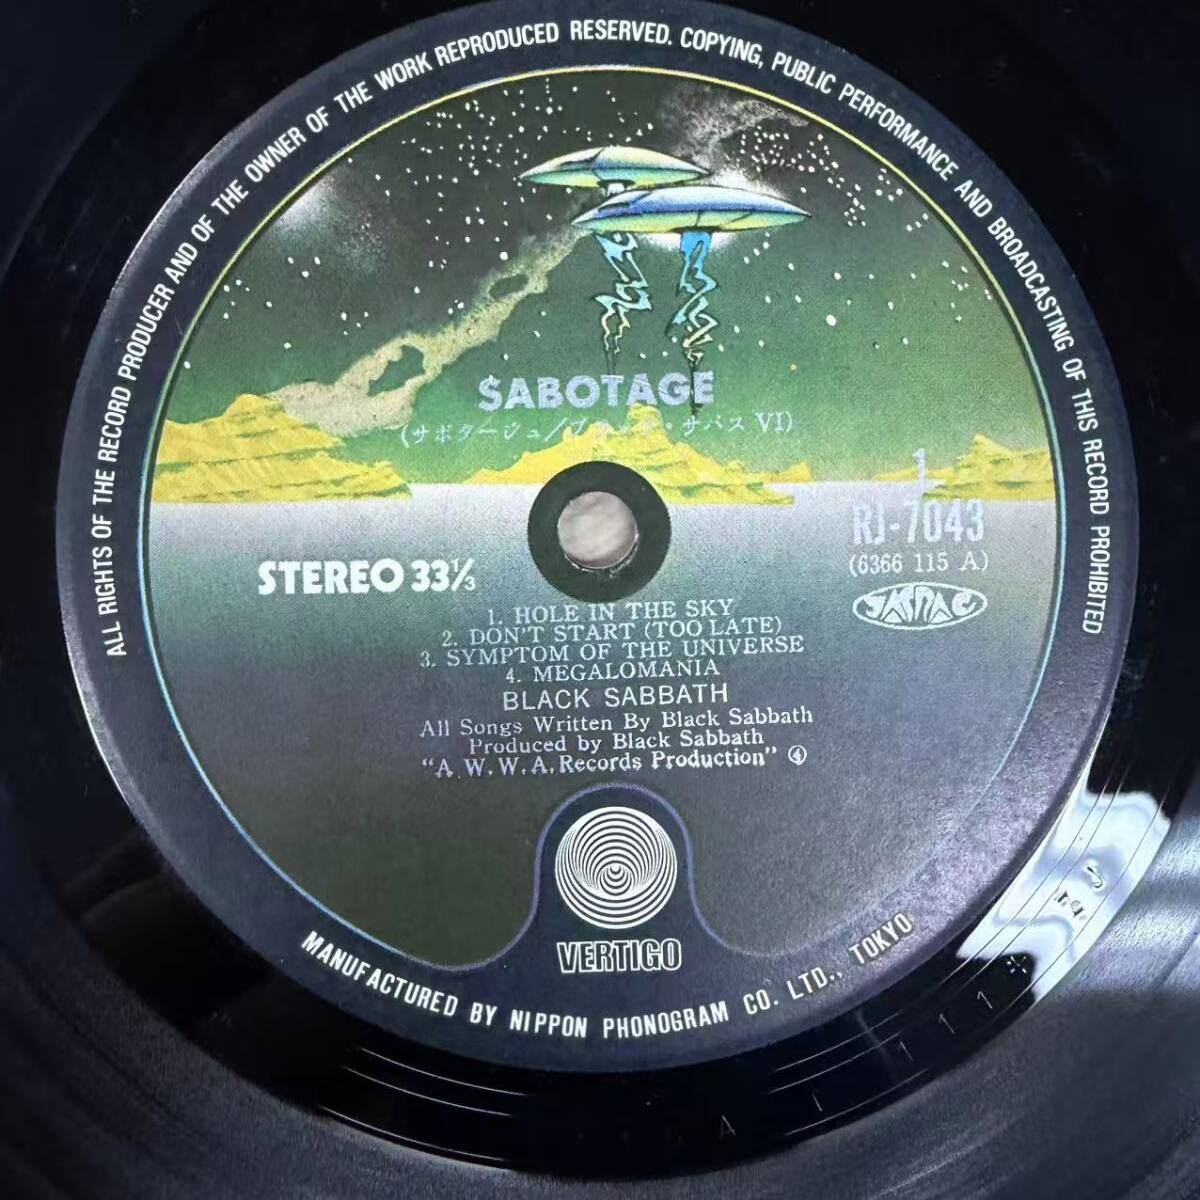 ALL RIGHTS OF THE RECORD PRODUCER AND OF THE OWNER OF THE WORK REPRODUCED RESERVED. COPYING, PUBLIC PERFORMANCE AND BROADCASTING OF THIS RECORD PROHIBITED
SABOTAGE
(サボタージュ/ブラック・サバス VI)
1
RJ-7043
(6366 115 A)
STEREO 33⅓
1. HOLE IN THE SKY
2. DON'T START (TOO LATE)
3. SYMPTOM OF THE UNIVERSE
4. MEGALOMANIA
BLACK SABBATH
All Songs Written By Black Sabbath
Produced by Black Sabbath
"A.W.W.A.Records Production" ④
VERTIGO
MANUFACTURED BY NIPPON PHONOGRAM CO. LTD., TOKYO